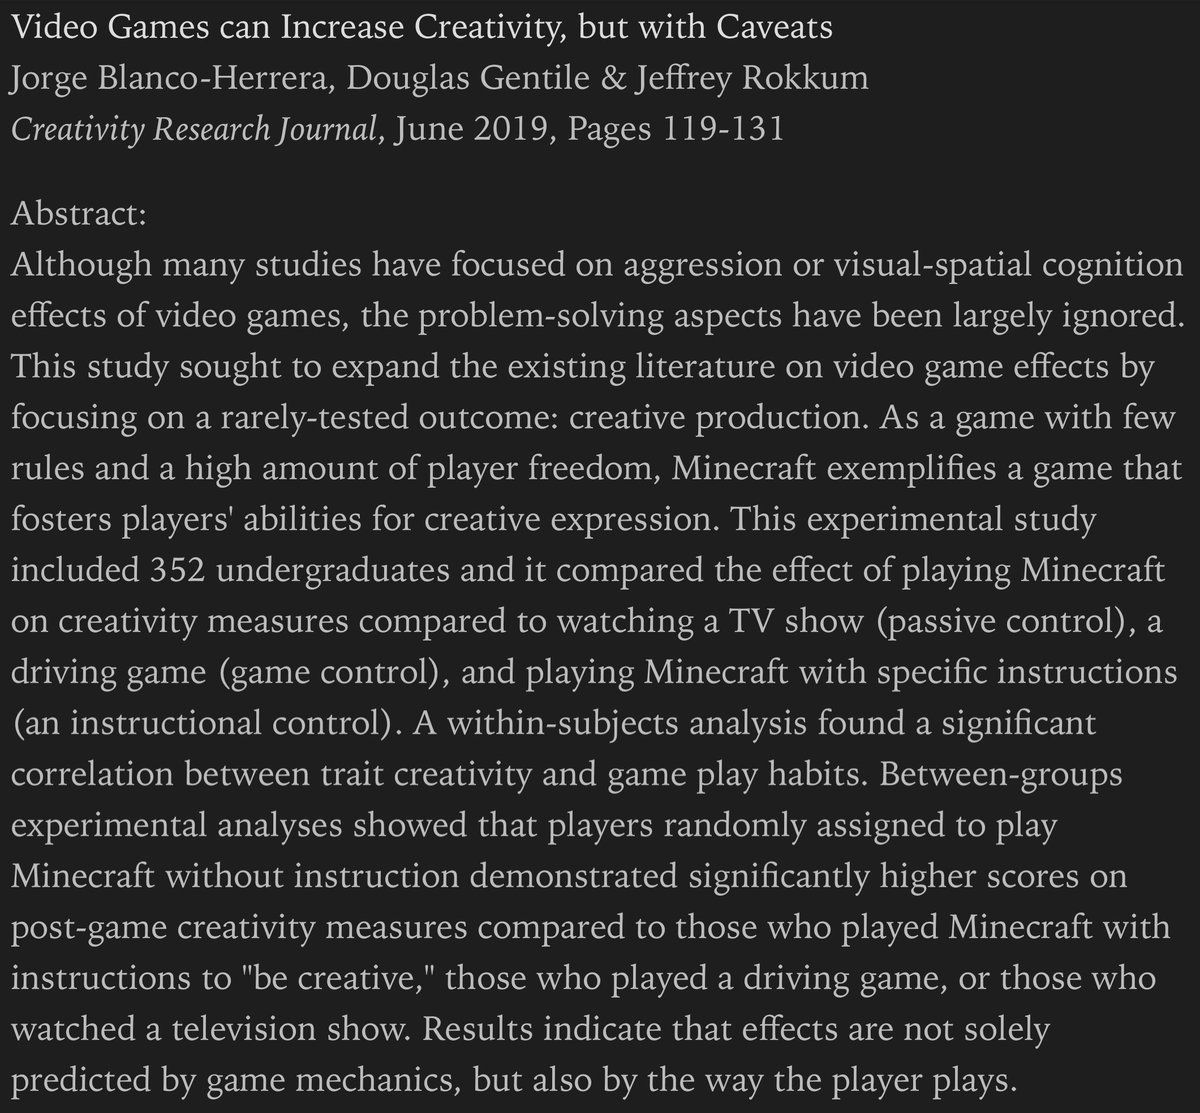 Video Games can Increase Creativity, but with Caveats
Jorge Blanco-Herrera, Douglas Gentile & Jeffrey Rokkum
Creativity Research Journal, June 2019, Pages 119-131
Abstract:
Although many studies have focused on aggression or visual-spatial cognition
effects of video games, the problem-solving aspects have been largely ignored.
This study sought to expand the existing literature on video game effects by
focusing on a rarely-tested outcome: creative production. As a game with few
rules and a high amount of player freedom, Minecraft exemplifies a game that
fosters players' abilities for creative expression. This experimental study
included 352 undergraduates and it compared the effect of playing Minecraft
on creativity measures compared to watching a TV show (passive control), a
driving game (game control), and playing Minecraft with specific instructions
(an instructional control). A within-subjects analysis found a significant
correlation between trait creativity and game play habits. Between-groups
experimental analyses showed that players randomly assigned to play
Minecraft without instruction demonstrated significantly higher scores on
post-game creativity measures compared to those who played Minecraft with
instructions to "be creative," those who played a driving game, or those who
watched a television show. Results indicate that effects are not solely
predicted by game mechanics, but also by the way the player plays.